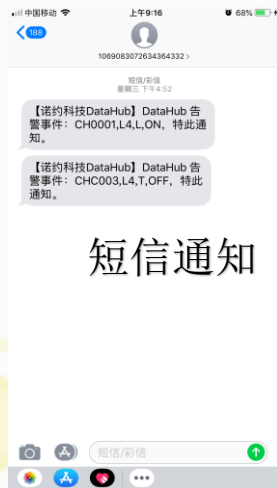 中国移动 上午9:16 68%
188
1069083072634364332 >
短信/彩信
星期三 下午4:52
【诺约科技DataHub】DataHub 告
警事件：CH0001,L4,L,ON，特此通
知。
【诺约科技DataHub】DataHub 告
警事件：CHC003,L4,T,OFF，特此
通知。
短信通知
短信/彩信